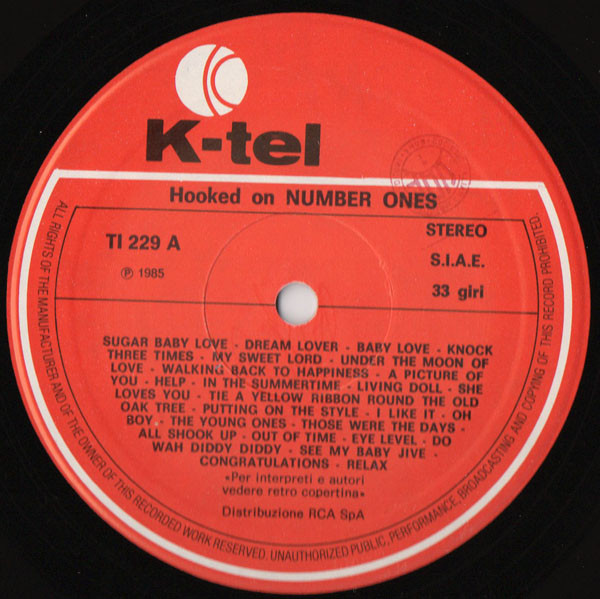 K-tel
Hooked on NUMBER ONES
TI 229 A
℗ 1985
STEREO
S.I.A.E.
33 giri
SUGAR BABY LOVE - DREAM LOVER - BABY LOVE - KNOCK
THREE TIMES - MY SWEET LORD - UNDER THE MOON OF
LOVE - WALKING BACK TO HAPPINESS - A PICTURE OF
YOU - HELP - IN THE SUMMERTIME - LIVING DOLL - SHE
LOVES YOU - TIE A YELLOW RIBBON ROUND THE OLD
OAK TREE - PUTTING ON THE STYLE - I LIKE IT - OH
BOY - THE YOUNG ONES - THOSE WERE THE DAYS -
ALL SHOOK UP - OUT OF TIME - EYE LEVEL - DO
WAH DIDDY DIDDY - SEE MY BABY JIVE -
CONGRATULATIONS - RELAX
«Per interpreti e autori
vedere retro copertina»
Distribuzione RCA SpA
ALL RIGHTS OF THE MANUFACTURER AND OF THE OWNER OF THIS RECORDED WORK RESERVED. UNAUTHORIZED PUBLIC, PERFORMANCE, BROADCASTING AND COPYING OF THIS RECORD PROHIBITED.